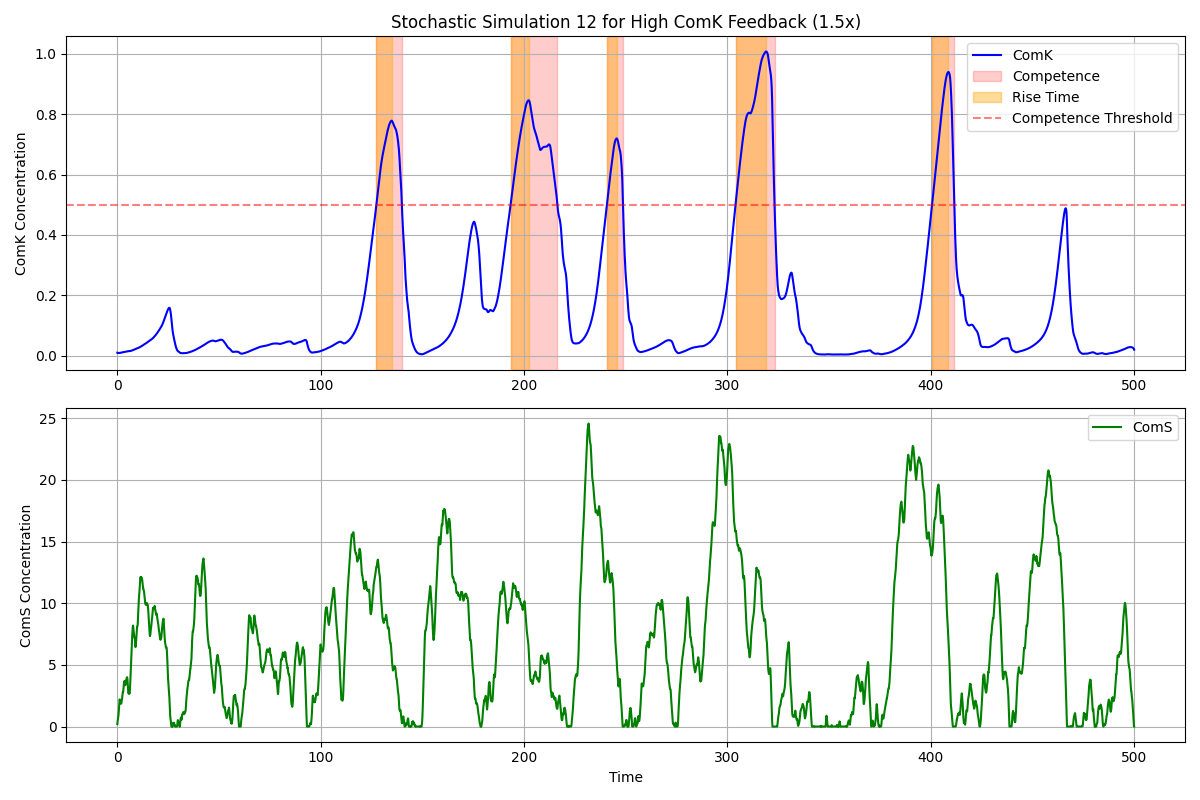 Stochastic Simulation 12 for High ComK Feedback (1.5x)
ComK Concentration
1.0
0.8
0.6
0.4
0.2
0.0
ComK
Competence
Rise Time
Competence Threshold
0 100 200 300 400 500
ComS Concentration
25
20
15
10
5
0
ComS
0 100 200 300 400 500
Time